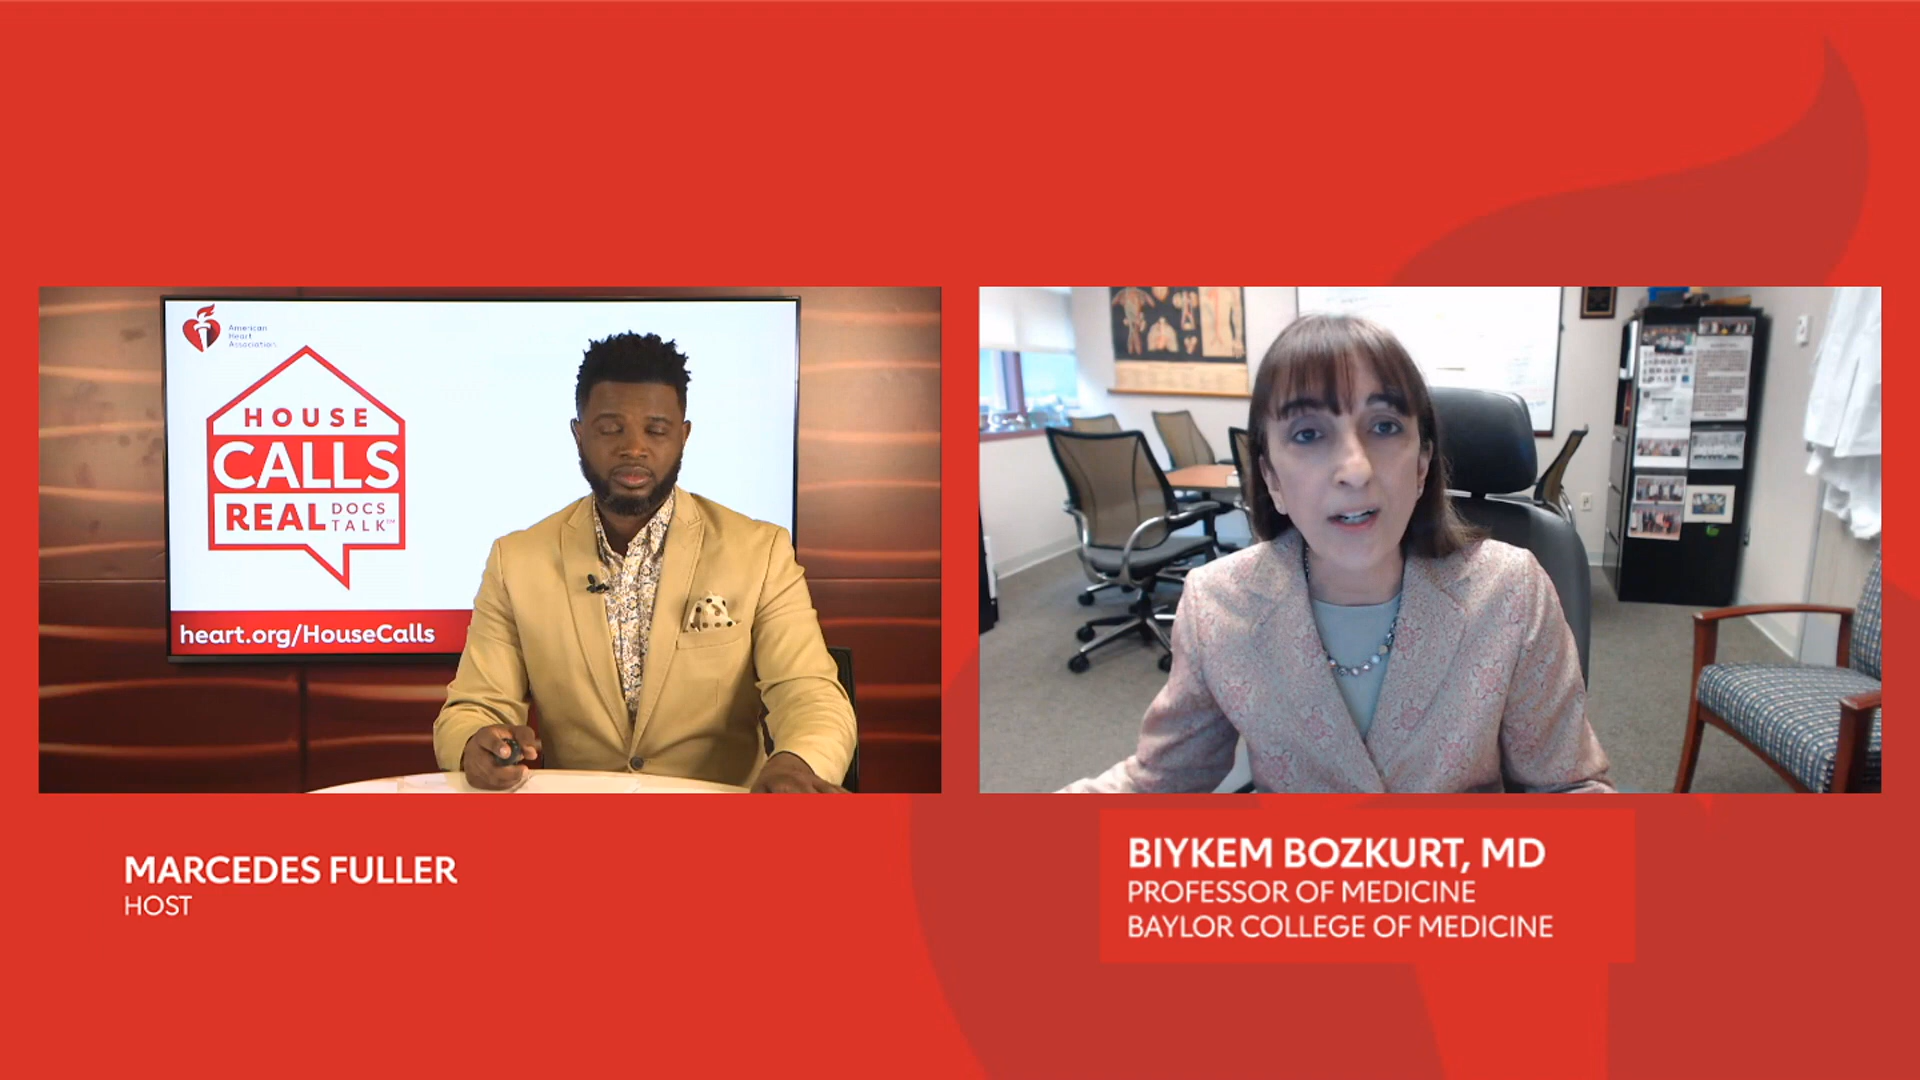 American
Heart
Association
HOUSE
CALLS
REAL DOCS
TALK™
heart.org/HouseCalls
MARCEDES FULLER
HOST
BIYKEM BOZKURT, MD
PROFESSOR OF MEDICINE
BAYLOR COLLEGE OF MEDICINE